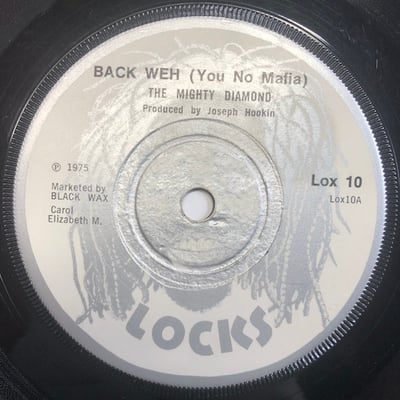 BACK WEH (You No Mafia)
THE MIGHTY DIAMOND
Produced by Joseph Hookin
℗ 1975
Lox 10
Lox10A
Marketed by
BLACK WAX
Carol
Elizabeth M.
LOCKS